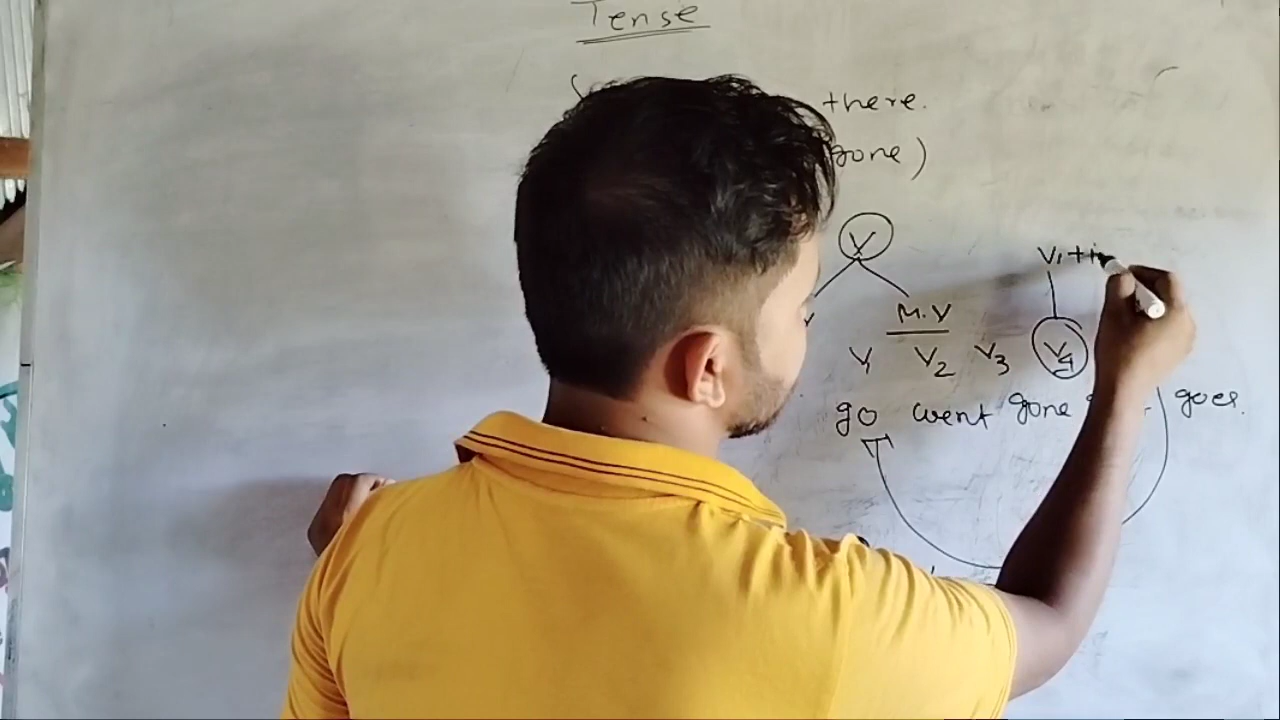 Tense
there.
gone)
V
V1 + i
M.V
V1 V2 V3 V4
go went gone goes.